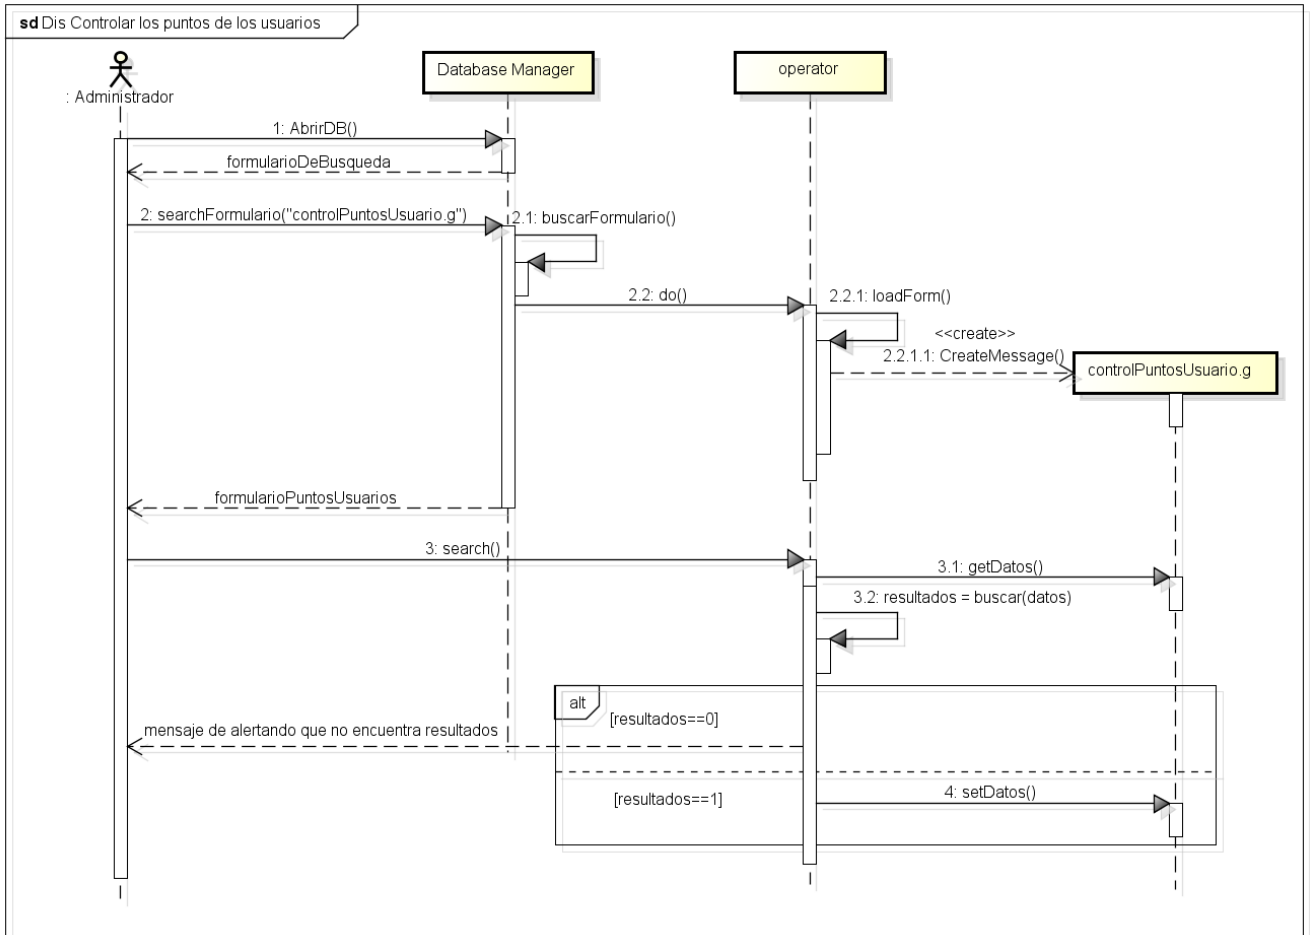 sd Dis Controlar los puntos de los usuarios
: Administrador
Database Manager
operator
1: AbrirDB()
formularioDeBusqueda
2: searchFormulario("controlPuntosUsuario.g")
2.1: buscarFormulario()
2.2: do()
2.2.1: loadForm()
<<create>>
2.2.1.1: CreateMessage()
controlPuntosUsuario.g
formularioPuntosUsuarios
3: search()
3.1: getDatos()
3.2: resultados = buscar(datos)
alt
[resultados==0]
mensaje de alertando que no encuentra resultados
[resultados==1]
4: setDatos()